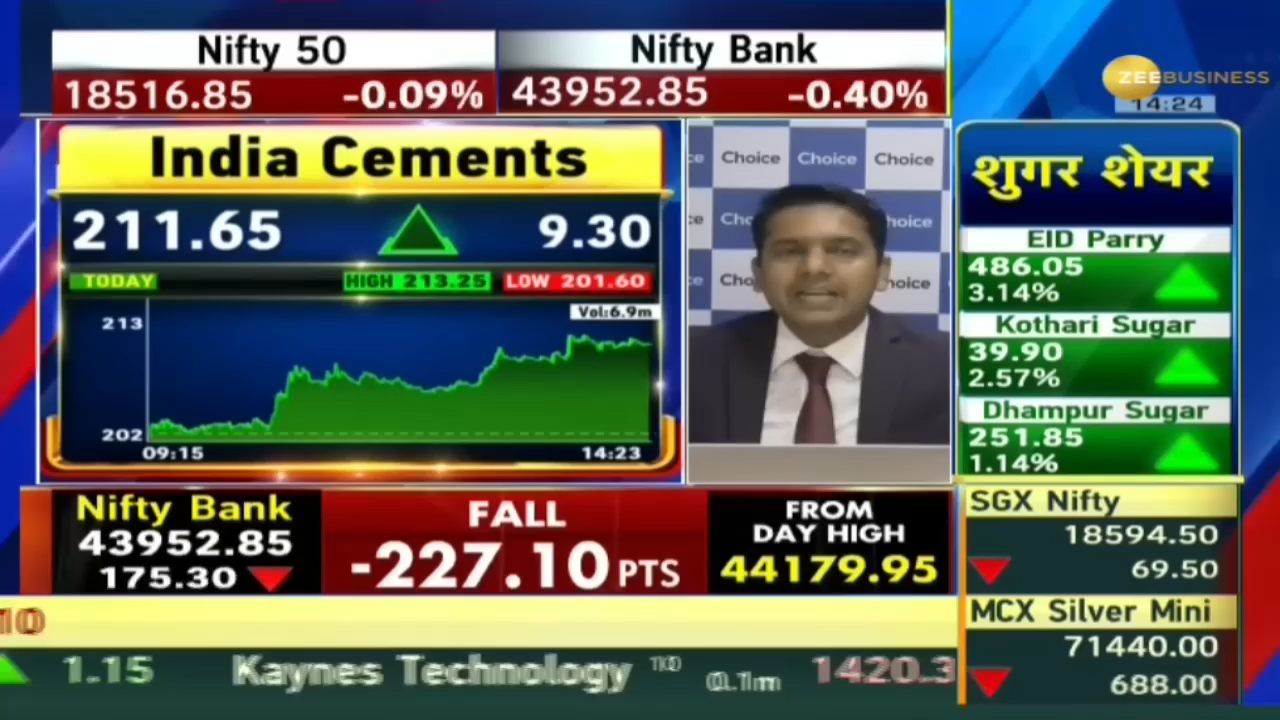 Nifty 50
18516.85 -0.09%
Nifty Bank
43952.85 -0.40%
ZEEBUSINESS
14:24
India Cements
211.65 9.30
TODAY HIGH 213.25 LOW 201.60
Vol:6.9m
213
202
09:15 14:23
Choice Choice Choice
शुगर शेयर
EID Parry
486.05
3.14%
Kothari Sugar
39.90
2.57%
Dhampur Sugar
251.85
1.14%
Nifty Bank
43952.85
175.30
FALL
-227.10 PTS
FROM
DAY HIGH
44179.95
SGX Nifty
18594.50
69.50
MCX Silver Mini
71440.00
688.00
1.15 Kaynes Technology 0.1m 1420.3